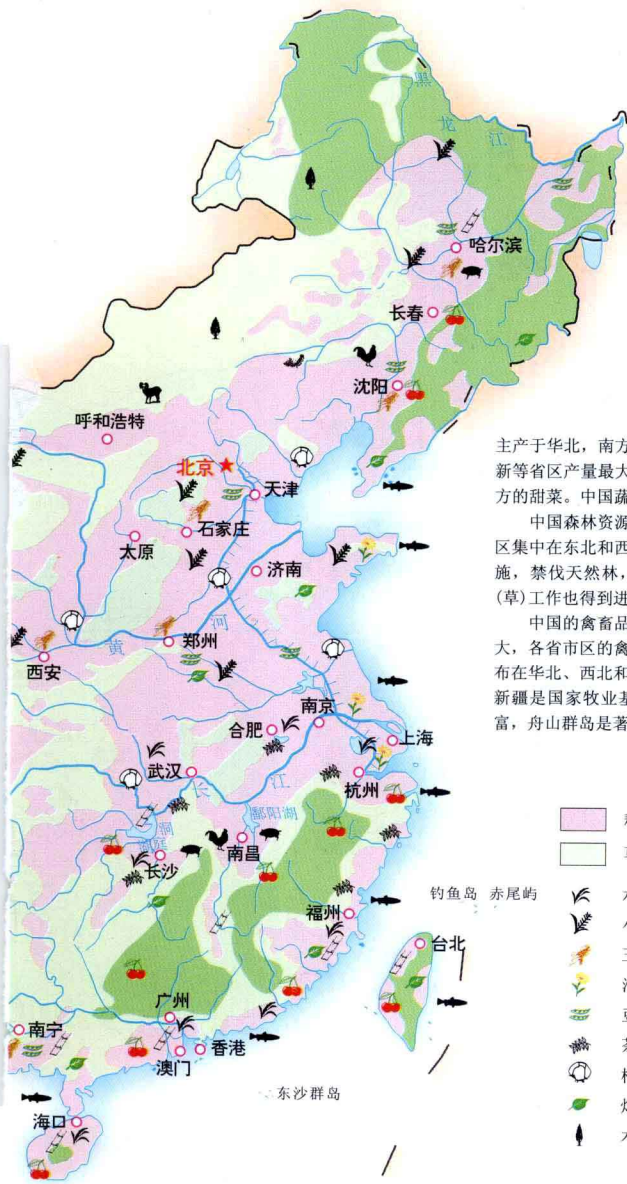 黑
龙
江
哈尔滨
长春
沈阳
呼和浩特
北京
天津
石家庄
太原
济南
黄
河
郑州
西安
南京
合肥
上海
武汉
长
江
杭州
鄱阳湖
洞庭湖
南昌
长沙
福州
钓鱼岛 赤尾屿
台北
广州
南宁
香港
澳门
东沙群岛
海口
主产于华北,南方
新等省区产量最大
方的甜菜。中国蔬
中国森林资源
区集中在东北和西
施,禁伐天然林,
(草)工作也得到进
中国的禽畜品
大,各省市区的禽
布在华北、西北和
新疆是国家牧业基
富,舟山群岛是著